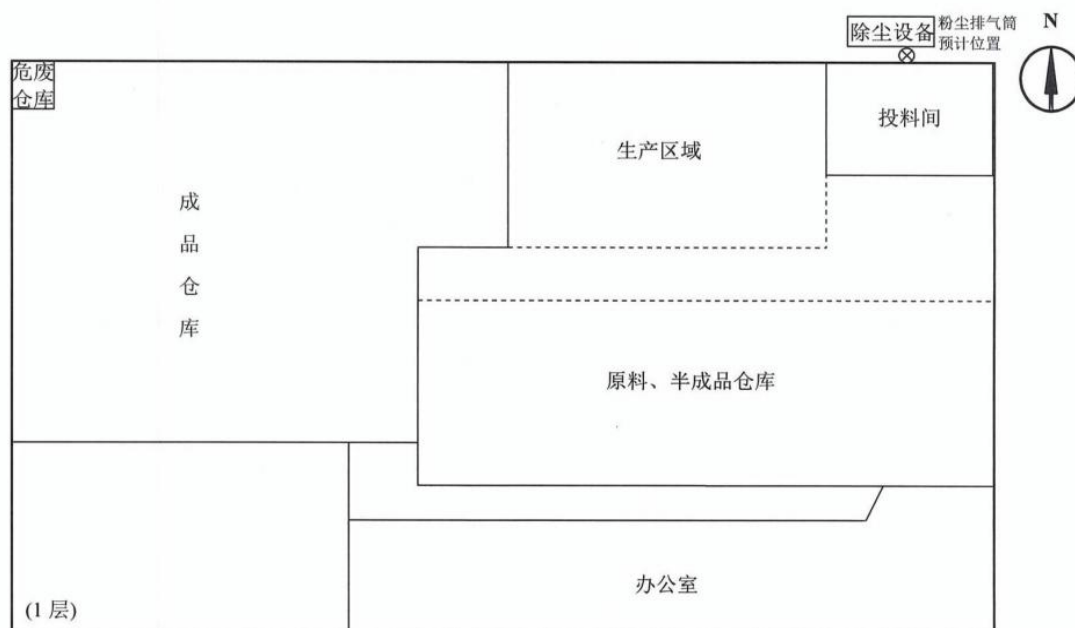 除尘设备
粉尘排气筒
预计位置
N
危废
仓库
投料间
生产区域
成
品
仓
库
原料、半成品仓库
办公室
(1 层)